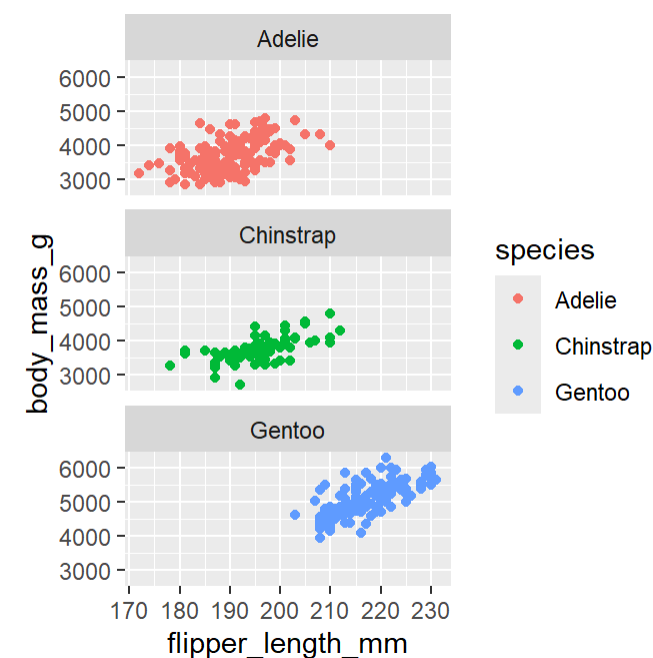 Adelie
6000
5000
4000
3000
Chinstrap
6000
5000
4000
3000
Gentoo
6000
5000
4000
3000
170 180 190 200 210 220 230
flipper_length_mm
body_mass_g
species
Adelie
Chinstrap
Gentoo